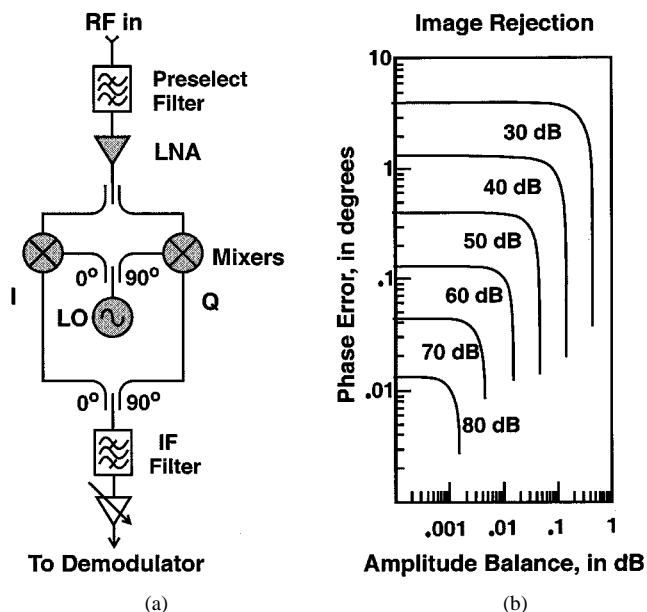 RF in
Preselect
Filter
LNA
Mixers
0° 90°
I
LO
Q
0° 90°
IF
Filter
To Demodulator
(a)
Image Rejection
10
1
.1
.01
Phase Error, in degrees
30 dB
40 dB
50 dB
60 dB
70 dB
80 dB
.001 .01 .1 1
Amplitude Balance, in dB
(b)